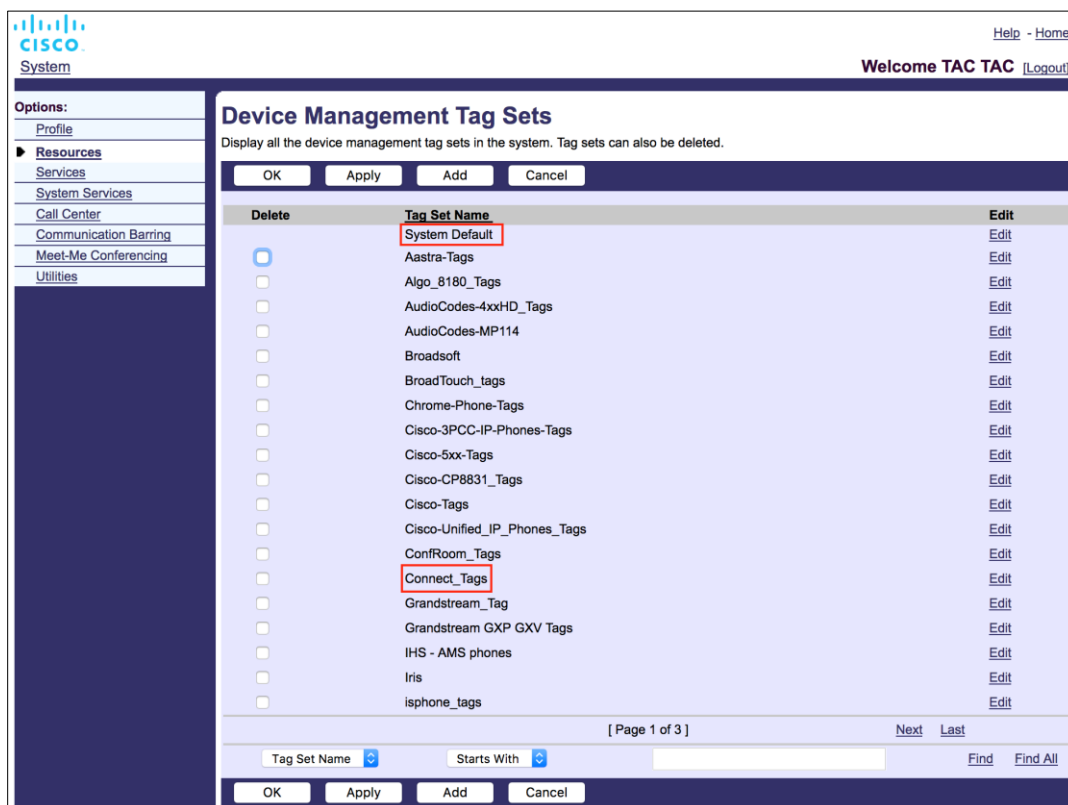 CISCO
Help - Home
System
Welcome TAC TAC [Logout]
Options:
Profile
Resources
Services
System Services
Call Center
Communication Barring
Meet-Me Conferencing
Utilities
Device Management Tag Sets
Display all the device management tag sets in the system. Tag sets can also be deleted.
OK Apply Add Cancel
Delete Tag Set Name Edit
System Default Edit
Aastra-Tags Edit
Algo_8180_Tags Edit
AudioCodes-4xxHD_Tags Edit
AudioCodes-MP114 Edit
Broadsoft Edit
BroadTouch_tags Edit
Chrome-Phone-Tags Edit
Cisco-3PCC-IP-Phones-Tags Edit
Cisco-5xx-Tags Edit
Cisco-CP8831_Tags Edit
Cisco-Tags Edit
Cisco-Unified_IP_Phones_Tags Edit
ConfRoom_Tags Edit
Connect_Tags Edit
Grandstream_Tag Edit
Grandstream GXP GXV Tags Edit
IHS - AMS phones Edit
Iris Edit
isphone_tags Edit
[ Page 1 of 3 ] Next Last
Tag Set Name Starts With Find Find All
OK Apply Add Cancel